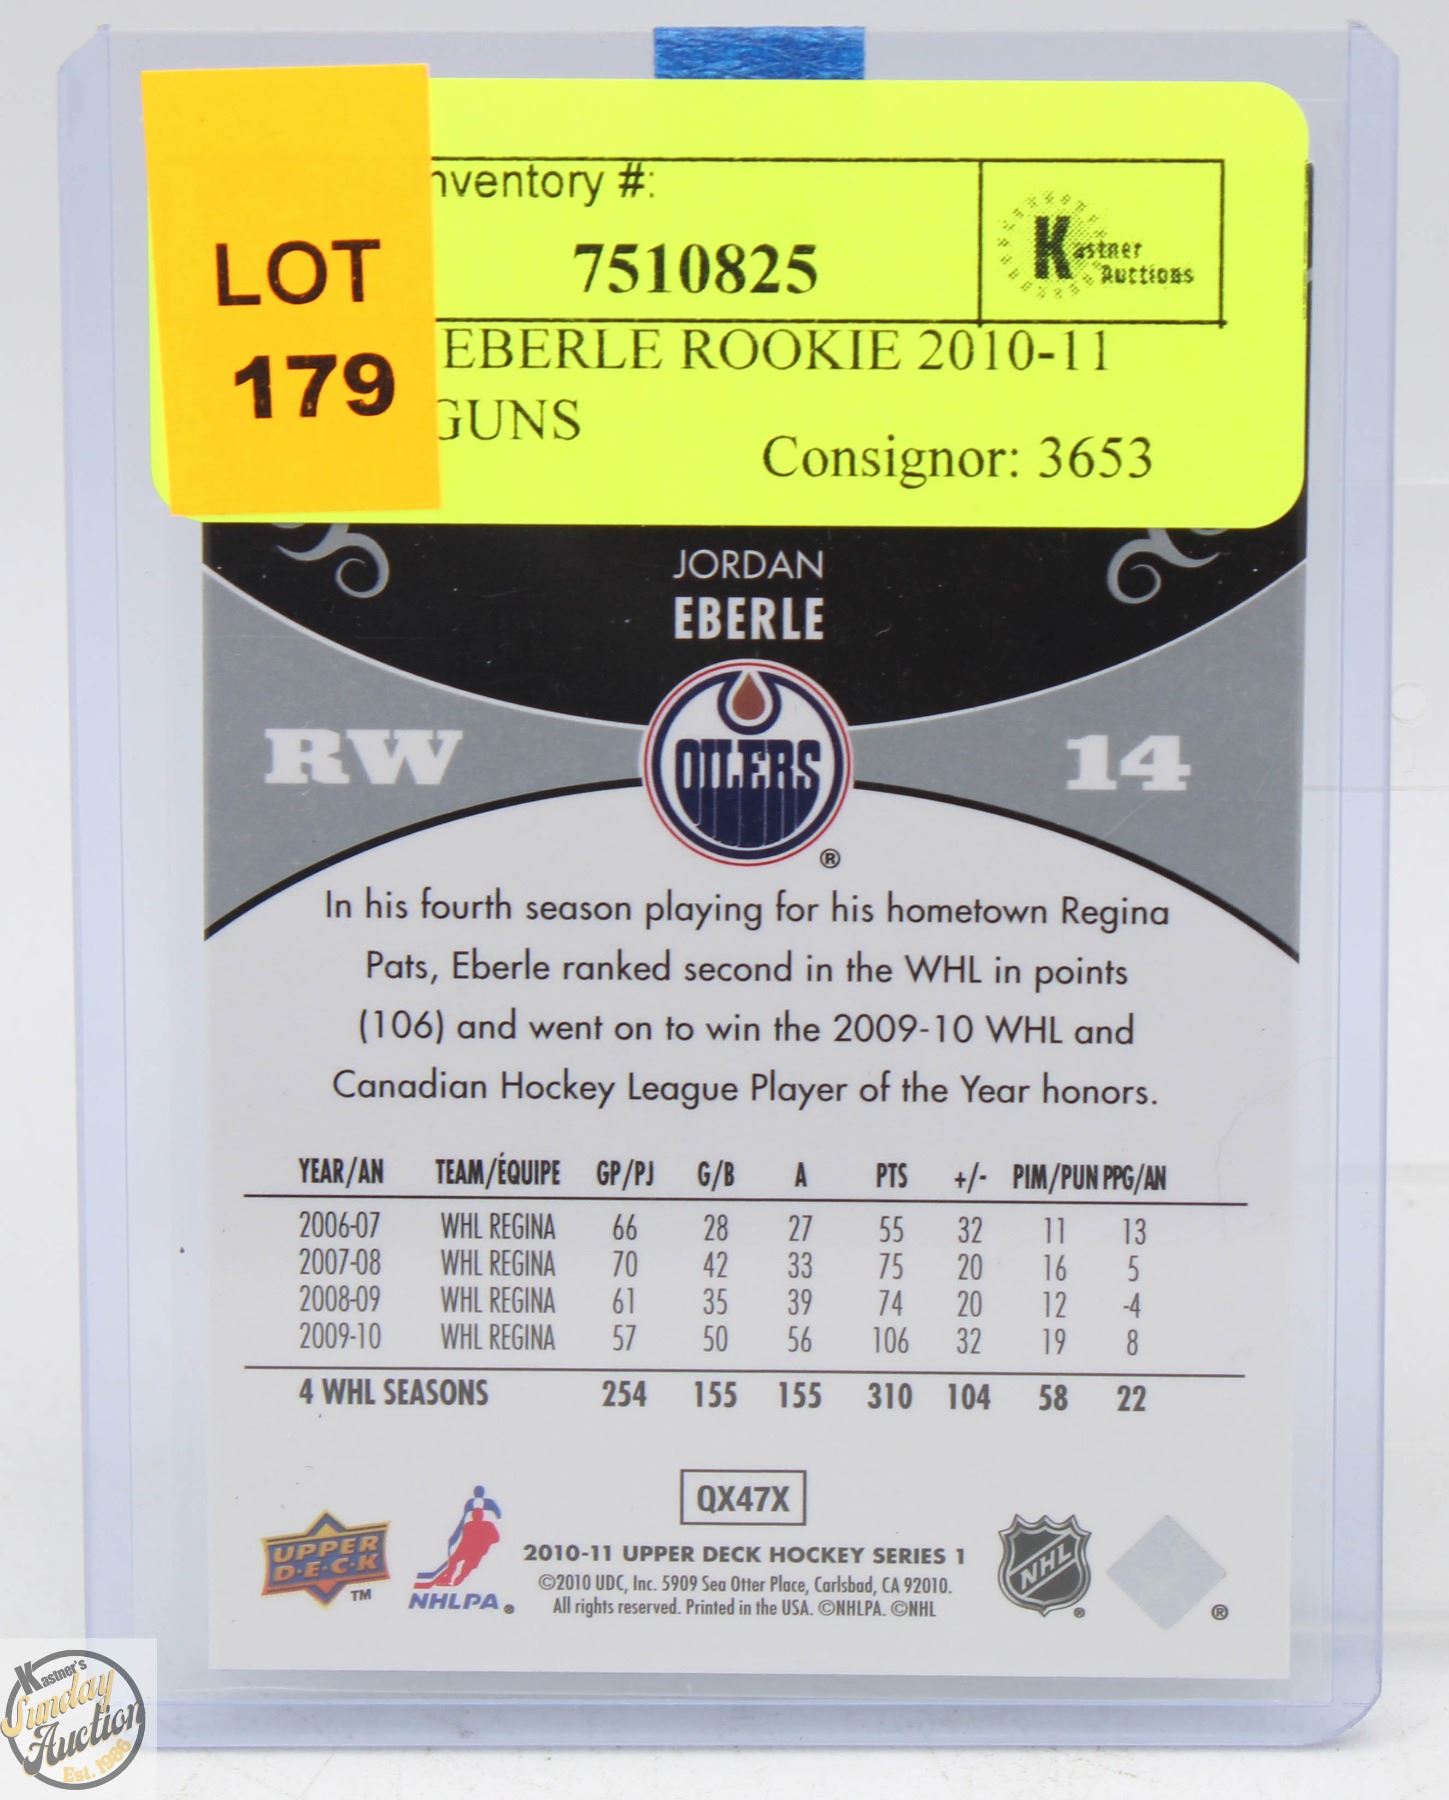 LOT
179
nventory #:
7510825
Kastner
Auctions
EBERLE ROOKIE 2010-11
GUNS
Consignor: 3653
JORDAN
EBERLE
RW
OILERS
®
14
In his fourth season playing for his hometown Regina
Pats, Eberle ranked second in the WHL in points
(106) and went on to win the 2009-10 WHL and
Canadian Hockey League Player of the Year honors.
YEAR/AN TEAM/ÉQUIPE GP/PJ G/B A PTS +/- PIM/PUN PPG/AN
2006-07 WHL REGINA 66 28 27 55 32 11 13
2007-08 WHL REGINA 70 42 33 75 20 16 5
2008-09 WHL REGINA 61 35 39 74 20 12 -4
2009-10 WHL REGINA 57 50 56 106 32 19 8
4 WHL SEASONS 254 155 155 310 104 58 22
QX47X
UPPER
D·E·C·K
TM
NHLPA®
2010-11 UPPER DECK HOCKEY SERIES 1
©2010 UDC, Inc. 5909 Sea Otter Place, Carlsbad, CA 92010.
All rights reserved. Printed in the USA. ©NHLPA. ©NHL
NHL
®
®
Kastner's
Sunday
Auction
Est. 1986